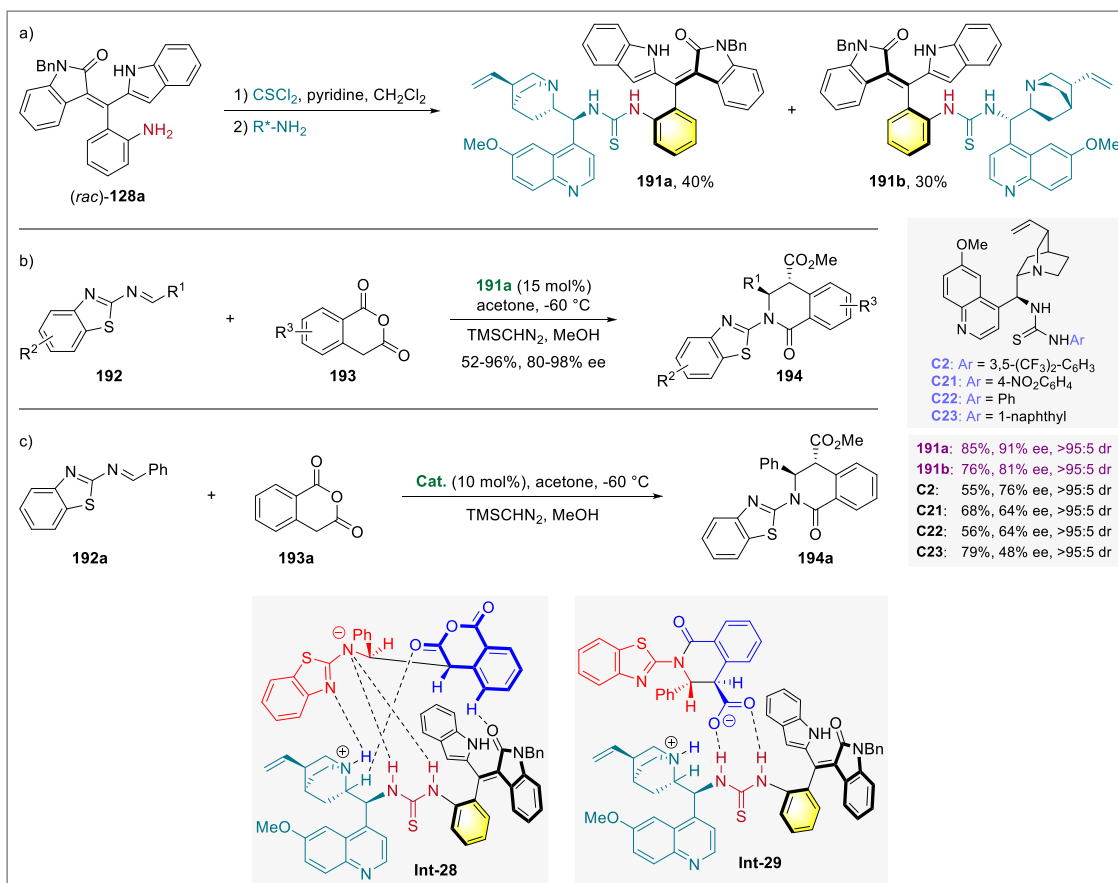 a)
BnN
O
HN
NH2
(rac)-128a
1) CSCl2, pyridine, CH2Cl2
2) R*-NH2
N
H
N
H
N
S
MeO
N
NH
O
NBn
191a, 40%
+
BnN
O
HN
H
N
H
N
S
N
OMe
N
191b, 30%
b)
N
N
R1
S
R2
192
+
R3
O
O
O
193
191a (15 mol%)
acetone, -60 °C
TMSCHN2, MeOH
52-96%, 80-98% ee
CO2Me
R1
R3
N
N
S
O
R2
194
OMe
N
N
NH
S
NHAr
C2: Ar = 3,5-(CF3)2-C6H3
C21: Ar = 4-NO2C6H4
C22: Ar = Ph
C23: Ar = 1-naphthyl
c)
N
N
Ph
S
192a
+
O
O
O
193a
Cat. (10 mol%), acetone, -60 °C
TMSCHN2, MeOH
CO2Me
Ph
N
N
S
O
194a
191a: 85%, 91% ee, >95:5 dr
191b: 76%, 81% ee, >95:5 dr
C2: 55%, 76% ee, >95:5 dr
C21: 68%, 64% ee, >95:5 dr
C22: 56%, 64% ee, >95:5 dr
C23: 79%, 48% ee, >95:5 dr
O
O
O
Ph
H
N
S
N
H
H
O
NH
NBn
+
N
H
H
H
N
H
N
S
MeO
N
Int-28
O
S
N
N
Ph
H
H
O
O
O
NH
NBn
+
N
H
H
H
N
H
N
S
MeO
N
Int-29